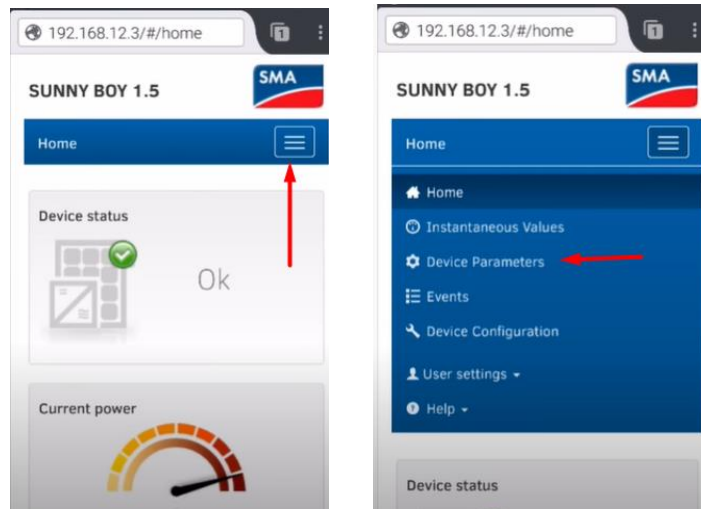 192.168.12.3/#/home
1
SUNNY BOY 1.5
SMA
Home
Device status
Ok
Current power
192.168.12.3/#/home
1
SUNNY BOY 1.5
SMA
Home
Home
Instantaneous Values
Device Parameters
Events
Device Configuration
User settings
Help
Device status